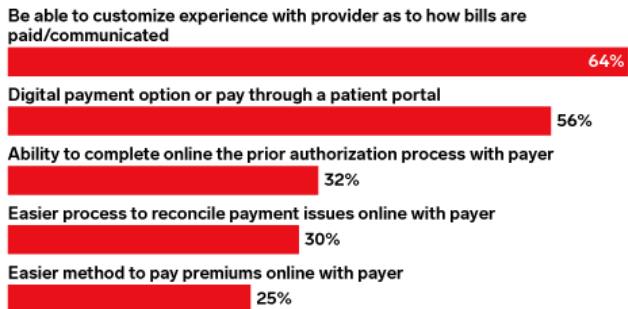 Be able to customize experience with provider as to how bills are
paid/communicated
64%
Digital payment option or pay through a patient portal
56%
Ability to complete online the prior authorization process with payer
32%
Easier process to reconcile payment issues online with payer
30%
Easier method to pay premiums online with payer
25%